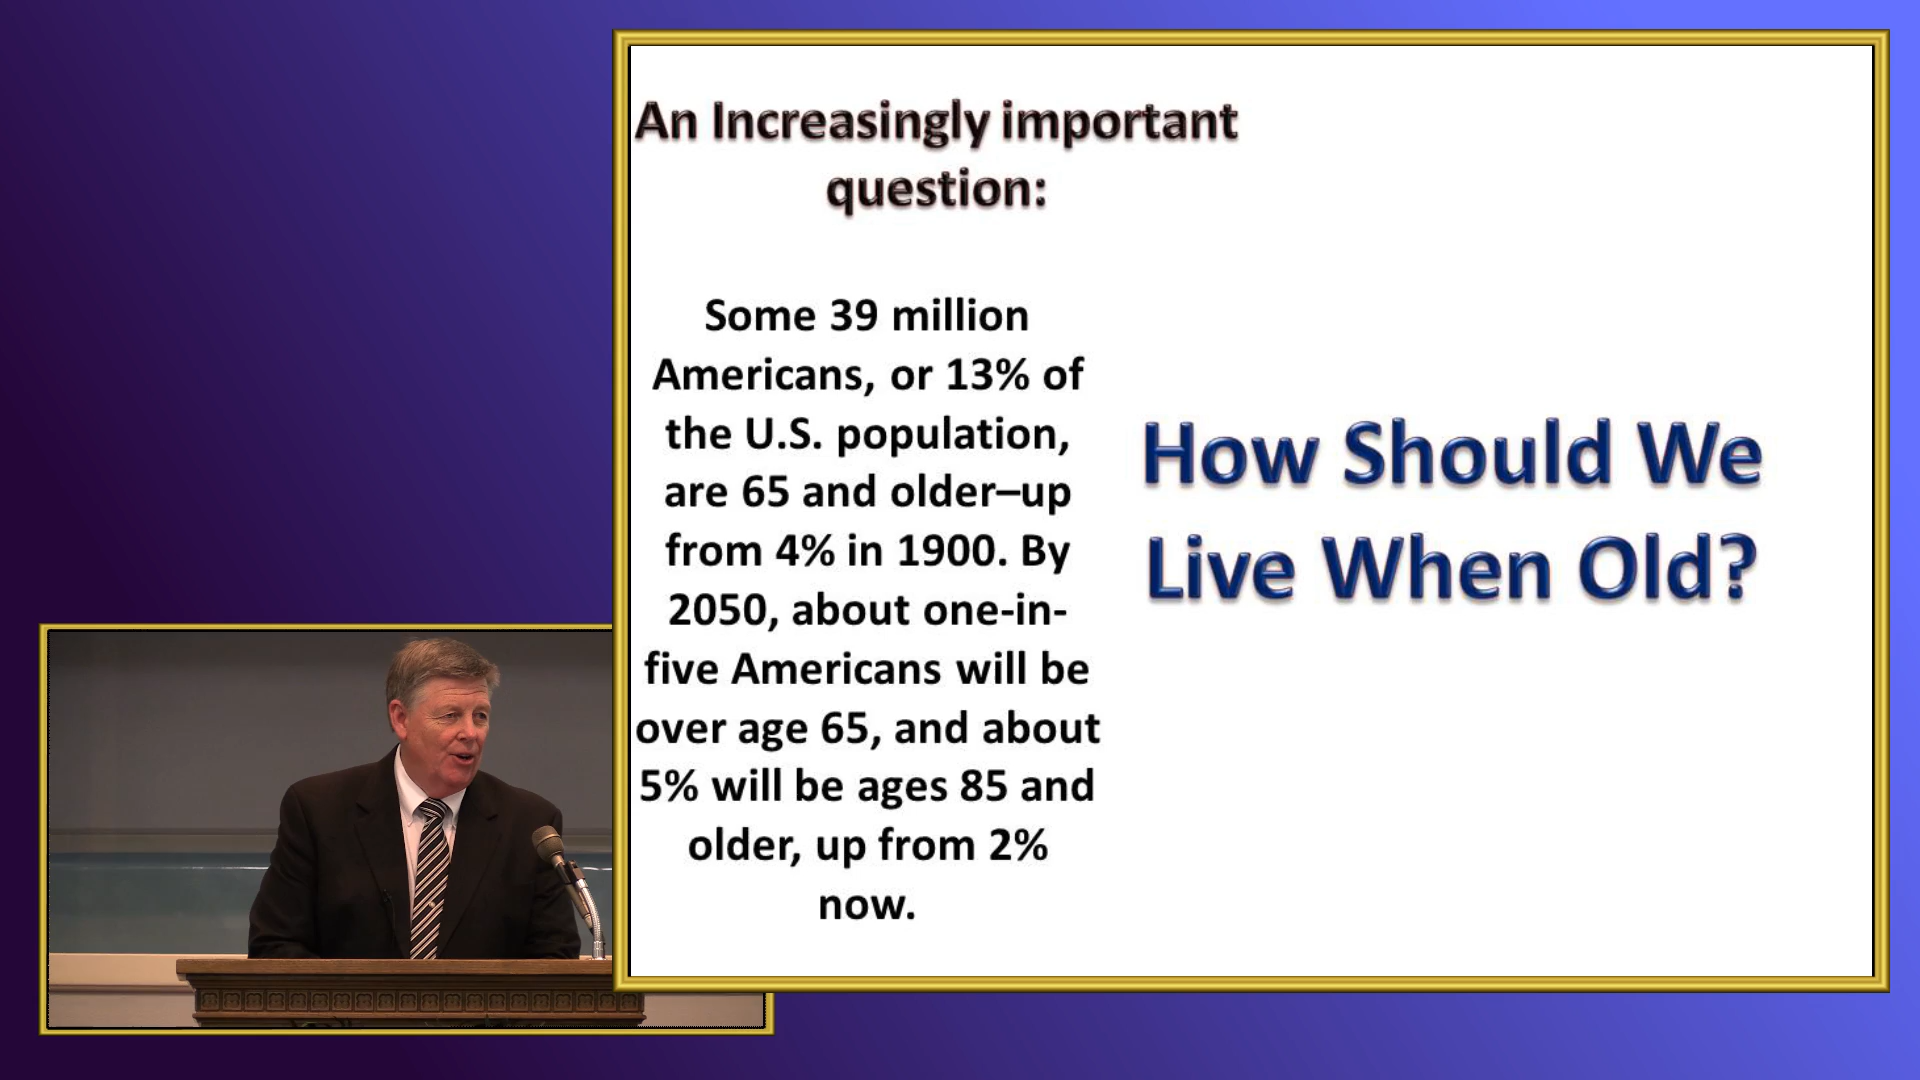 An Increasingly important
question:
Some 39 million
Americans, or 13% of
the U.S. population,
are 65 and older–up
from 4% in 1900. By
2050, about one-in-
five Americans will be
over age 65, and about
5% will be ages 85 and
older, up from 2%
now.
How Should We
Live When Old?